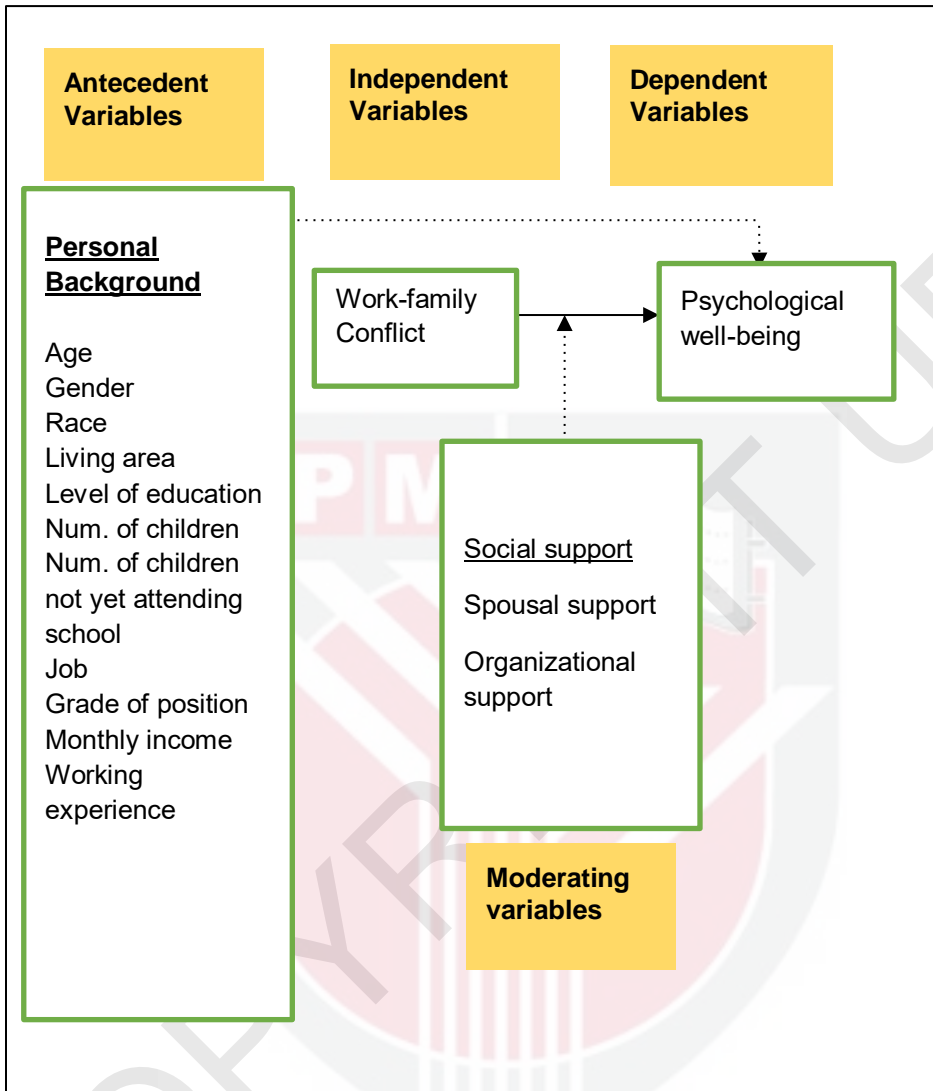 Antecedent
Variables
Independent
Variables
Dependent
Variables
Personal
Background
Age
Gender
Race
Living area
Level of education
Num. of children
Num. of children
not yet attending
school
Job
Grade of position
Monthly income
Working
experience
Work-family
Conflict
Psychological
well-being
Social support
Spousal support
Organizational
support
Moderating
variables
PM